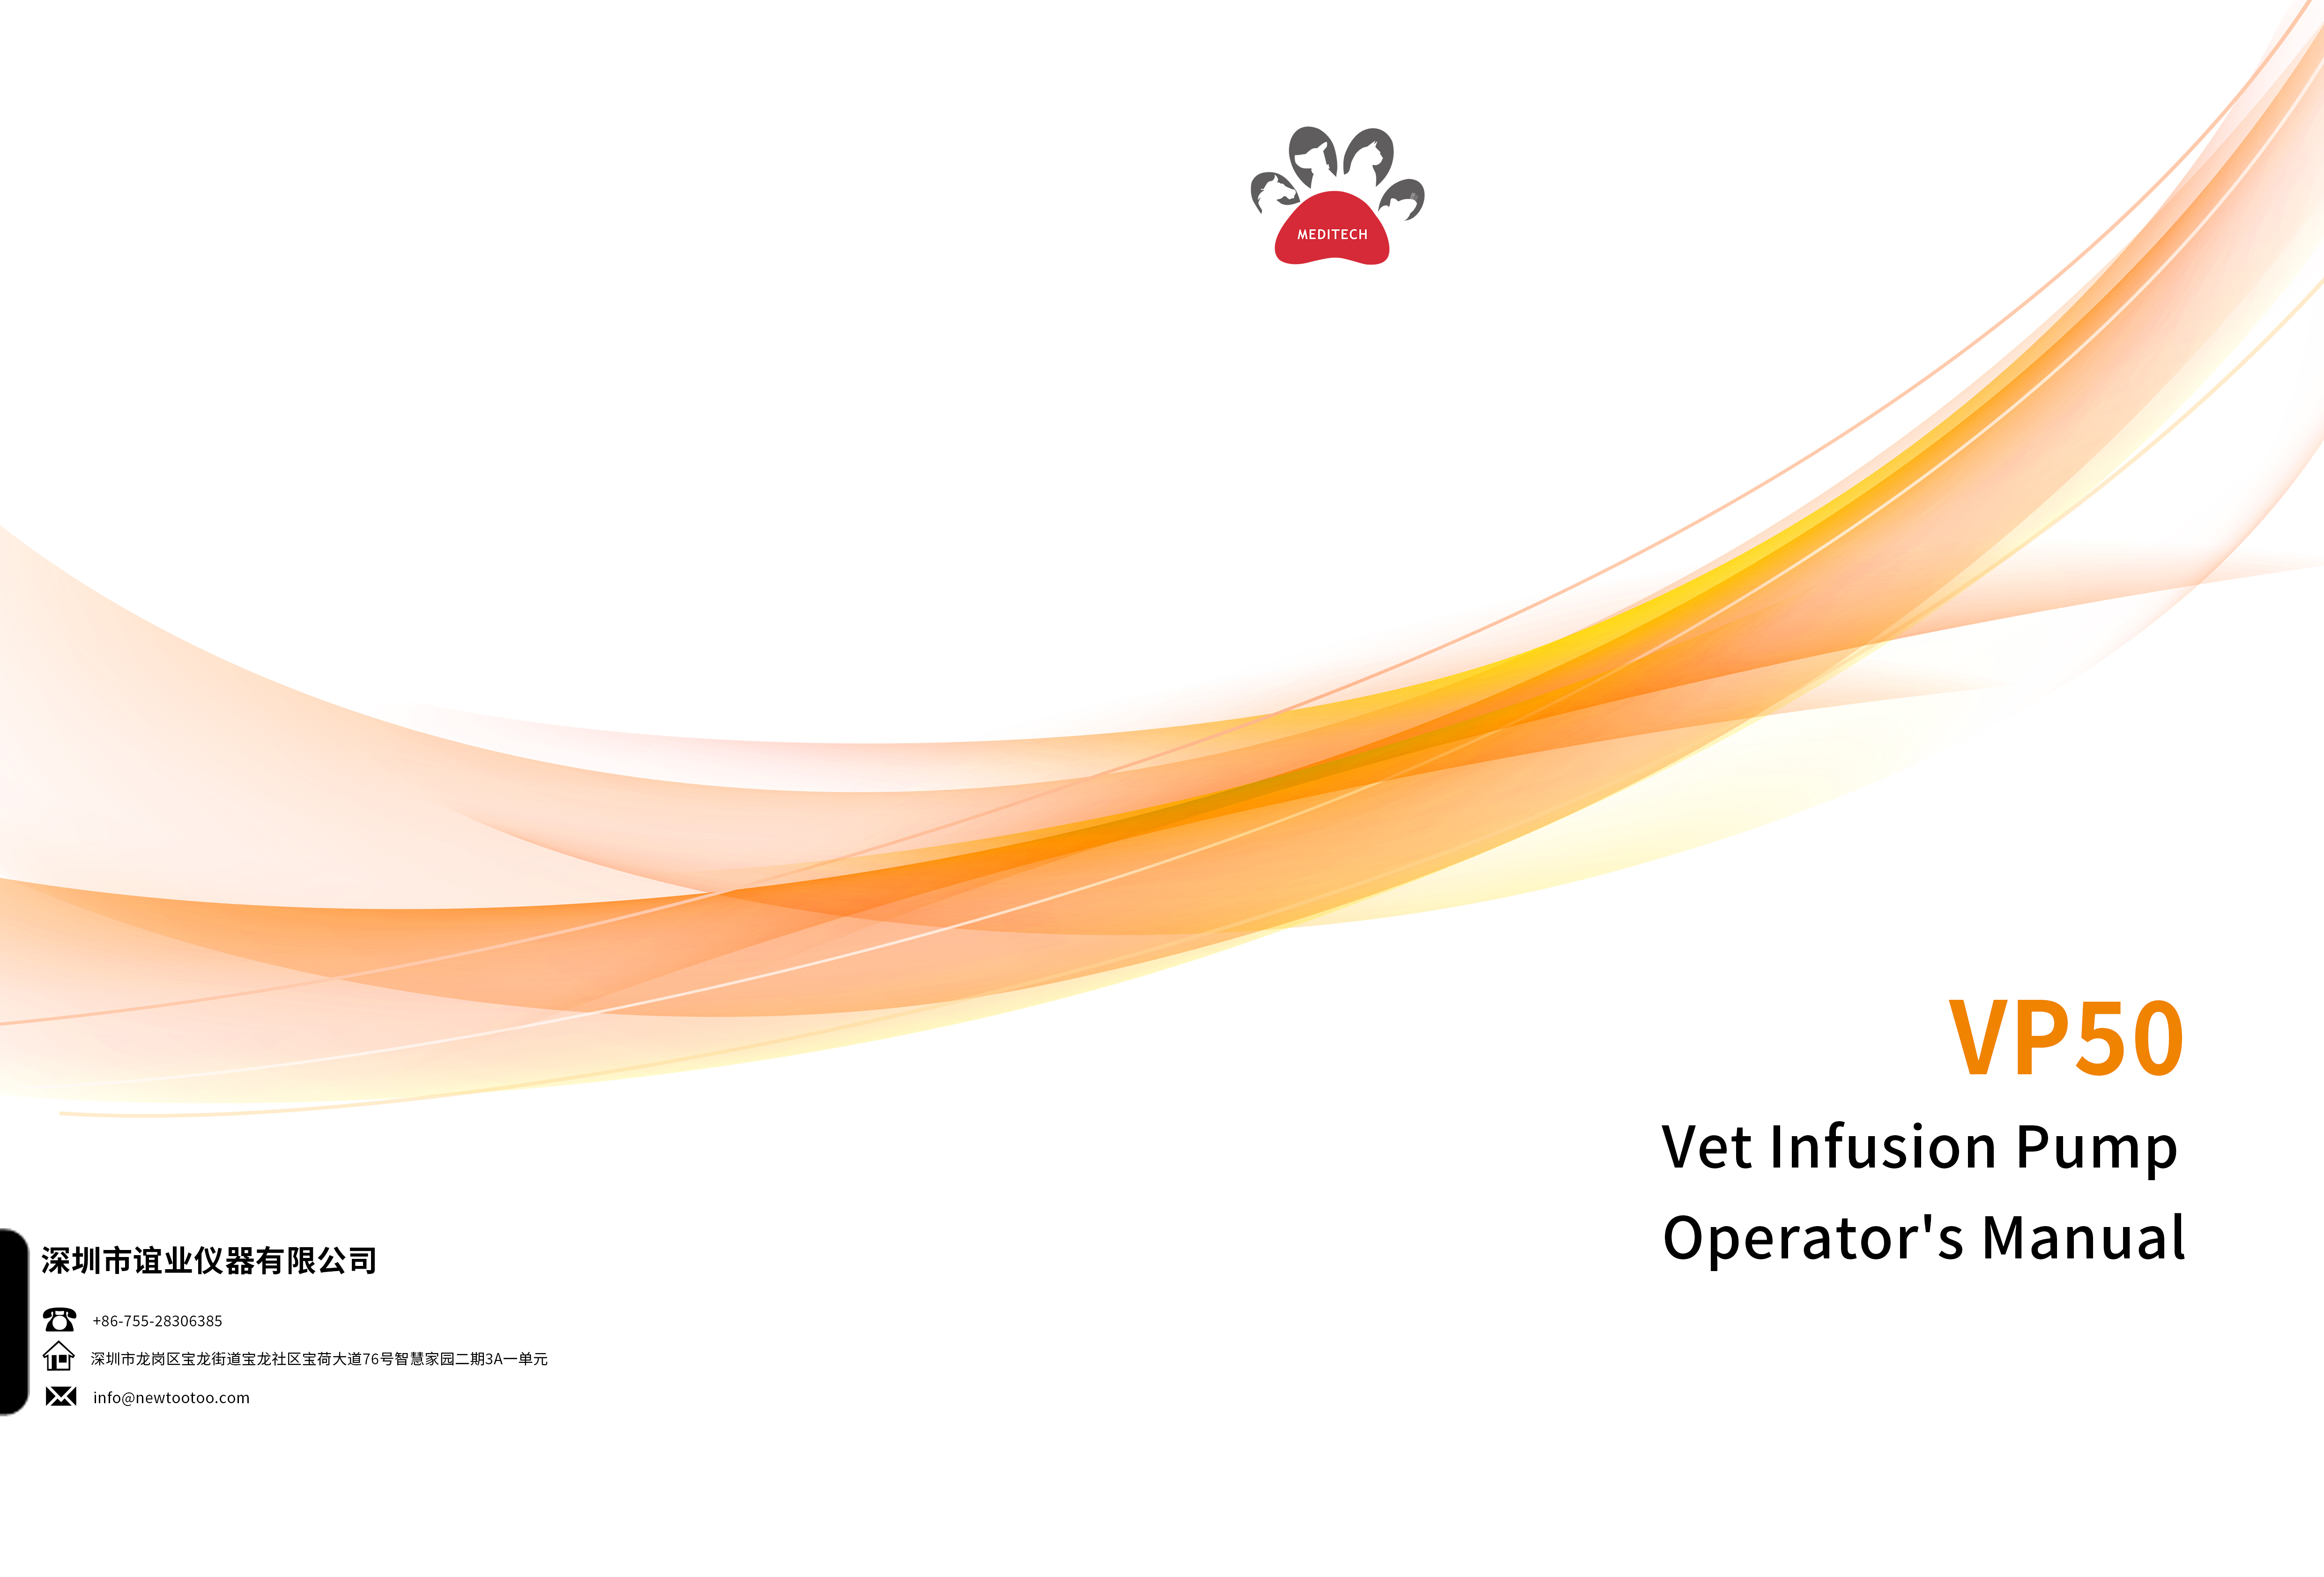 MEDITECH
VP50
Vet Infusion Pump
Operator's Manual
深圳市谊业仪器有限公司
+86-755-28306385
深圳市龙岗区宝龙街道宝龙社区宝荷大道76号智慧家园二期3A一单元
info@newtootoo.com